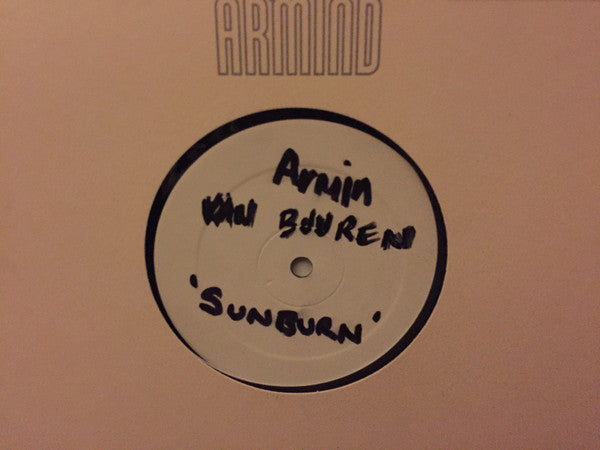 ARMIND
Armin
VAN BUUREN
'SUNBURN'